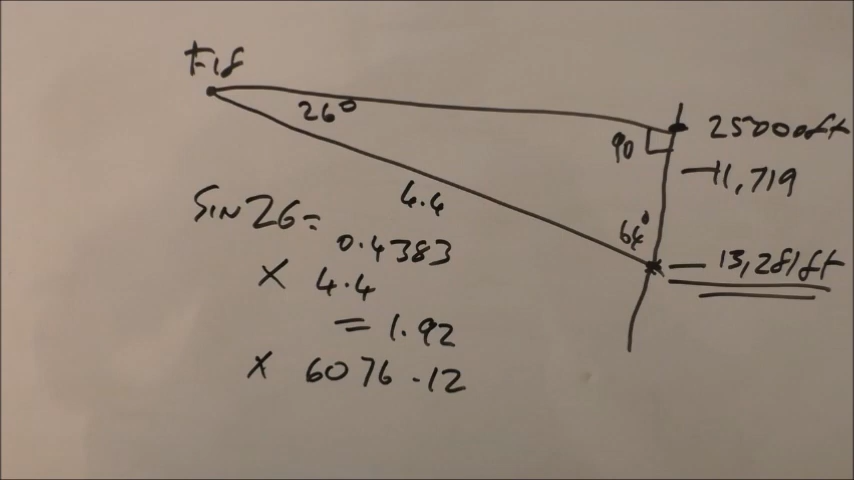 F-18
26°
90
25000ft
-11,719
4.4
64°
13,281ft
SIN 26=
0.4383
× 4.4
= 1.92
× 6076.12